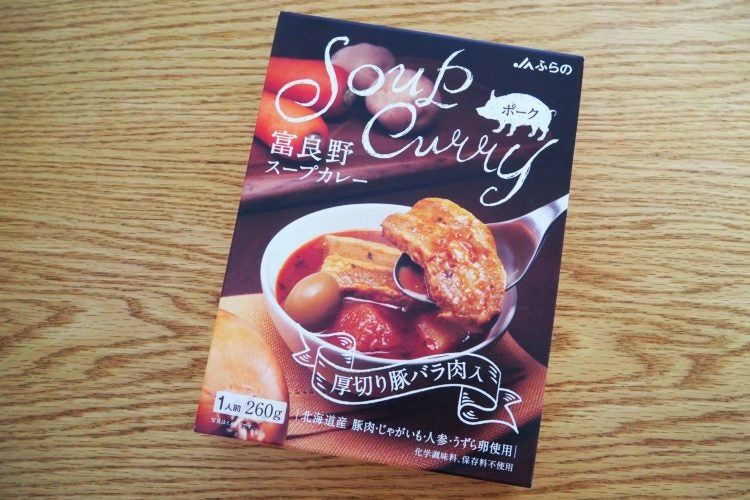 JAふらの
Soup
Curry
ポーク
富良野
スープカレー
厚切り豚バラ肉入
1人前 260g
北海道産 豚肉・じゃがいも・人参・うずら卵使用
化学調味料、保存料不使用